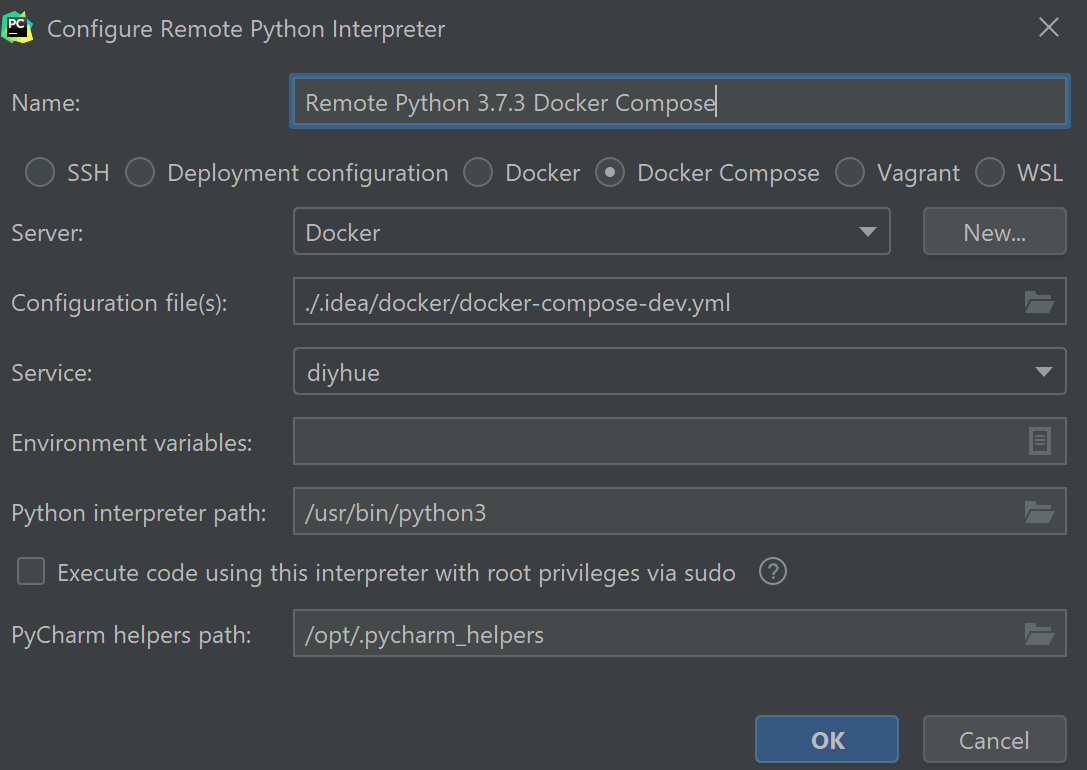 PC Configure Remote Python Interpreter
Name: Remote Python 3.7.3 Docker Compose
SSH Deployment configuration Docker Docker Compose Vagrant WSL
Server: Docker New...
Configuration file(s): ./.idea/docker/docker-compose-dev.yml
Service: diyhue
Environment variables:
Python interpreter path: /usr/bin/python3
Execute code using this interpreter with root privileges via sudo ?
PyCharm helpers path: /opt/.pycharm_helpers
OK Cancel